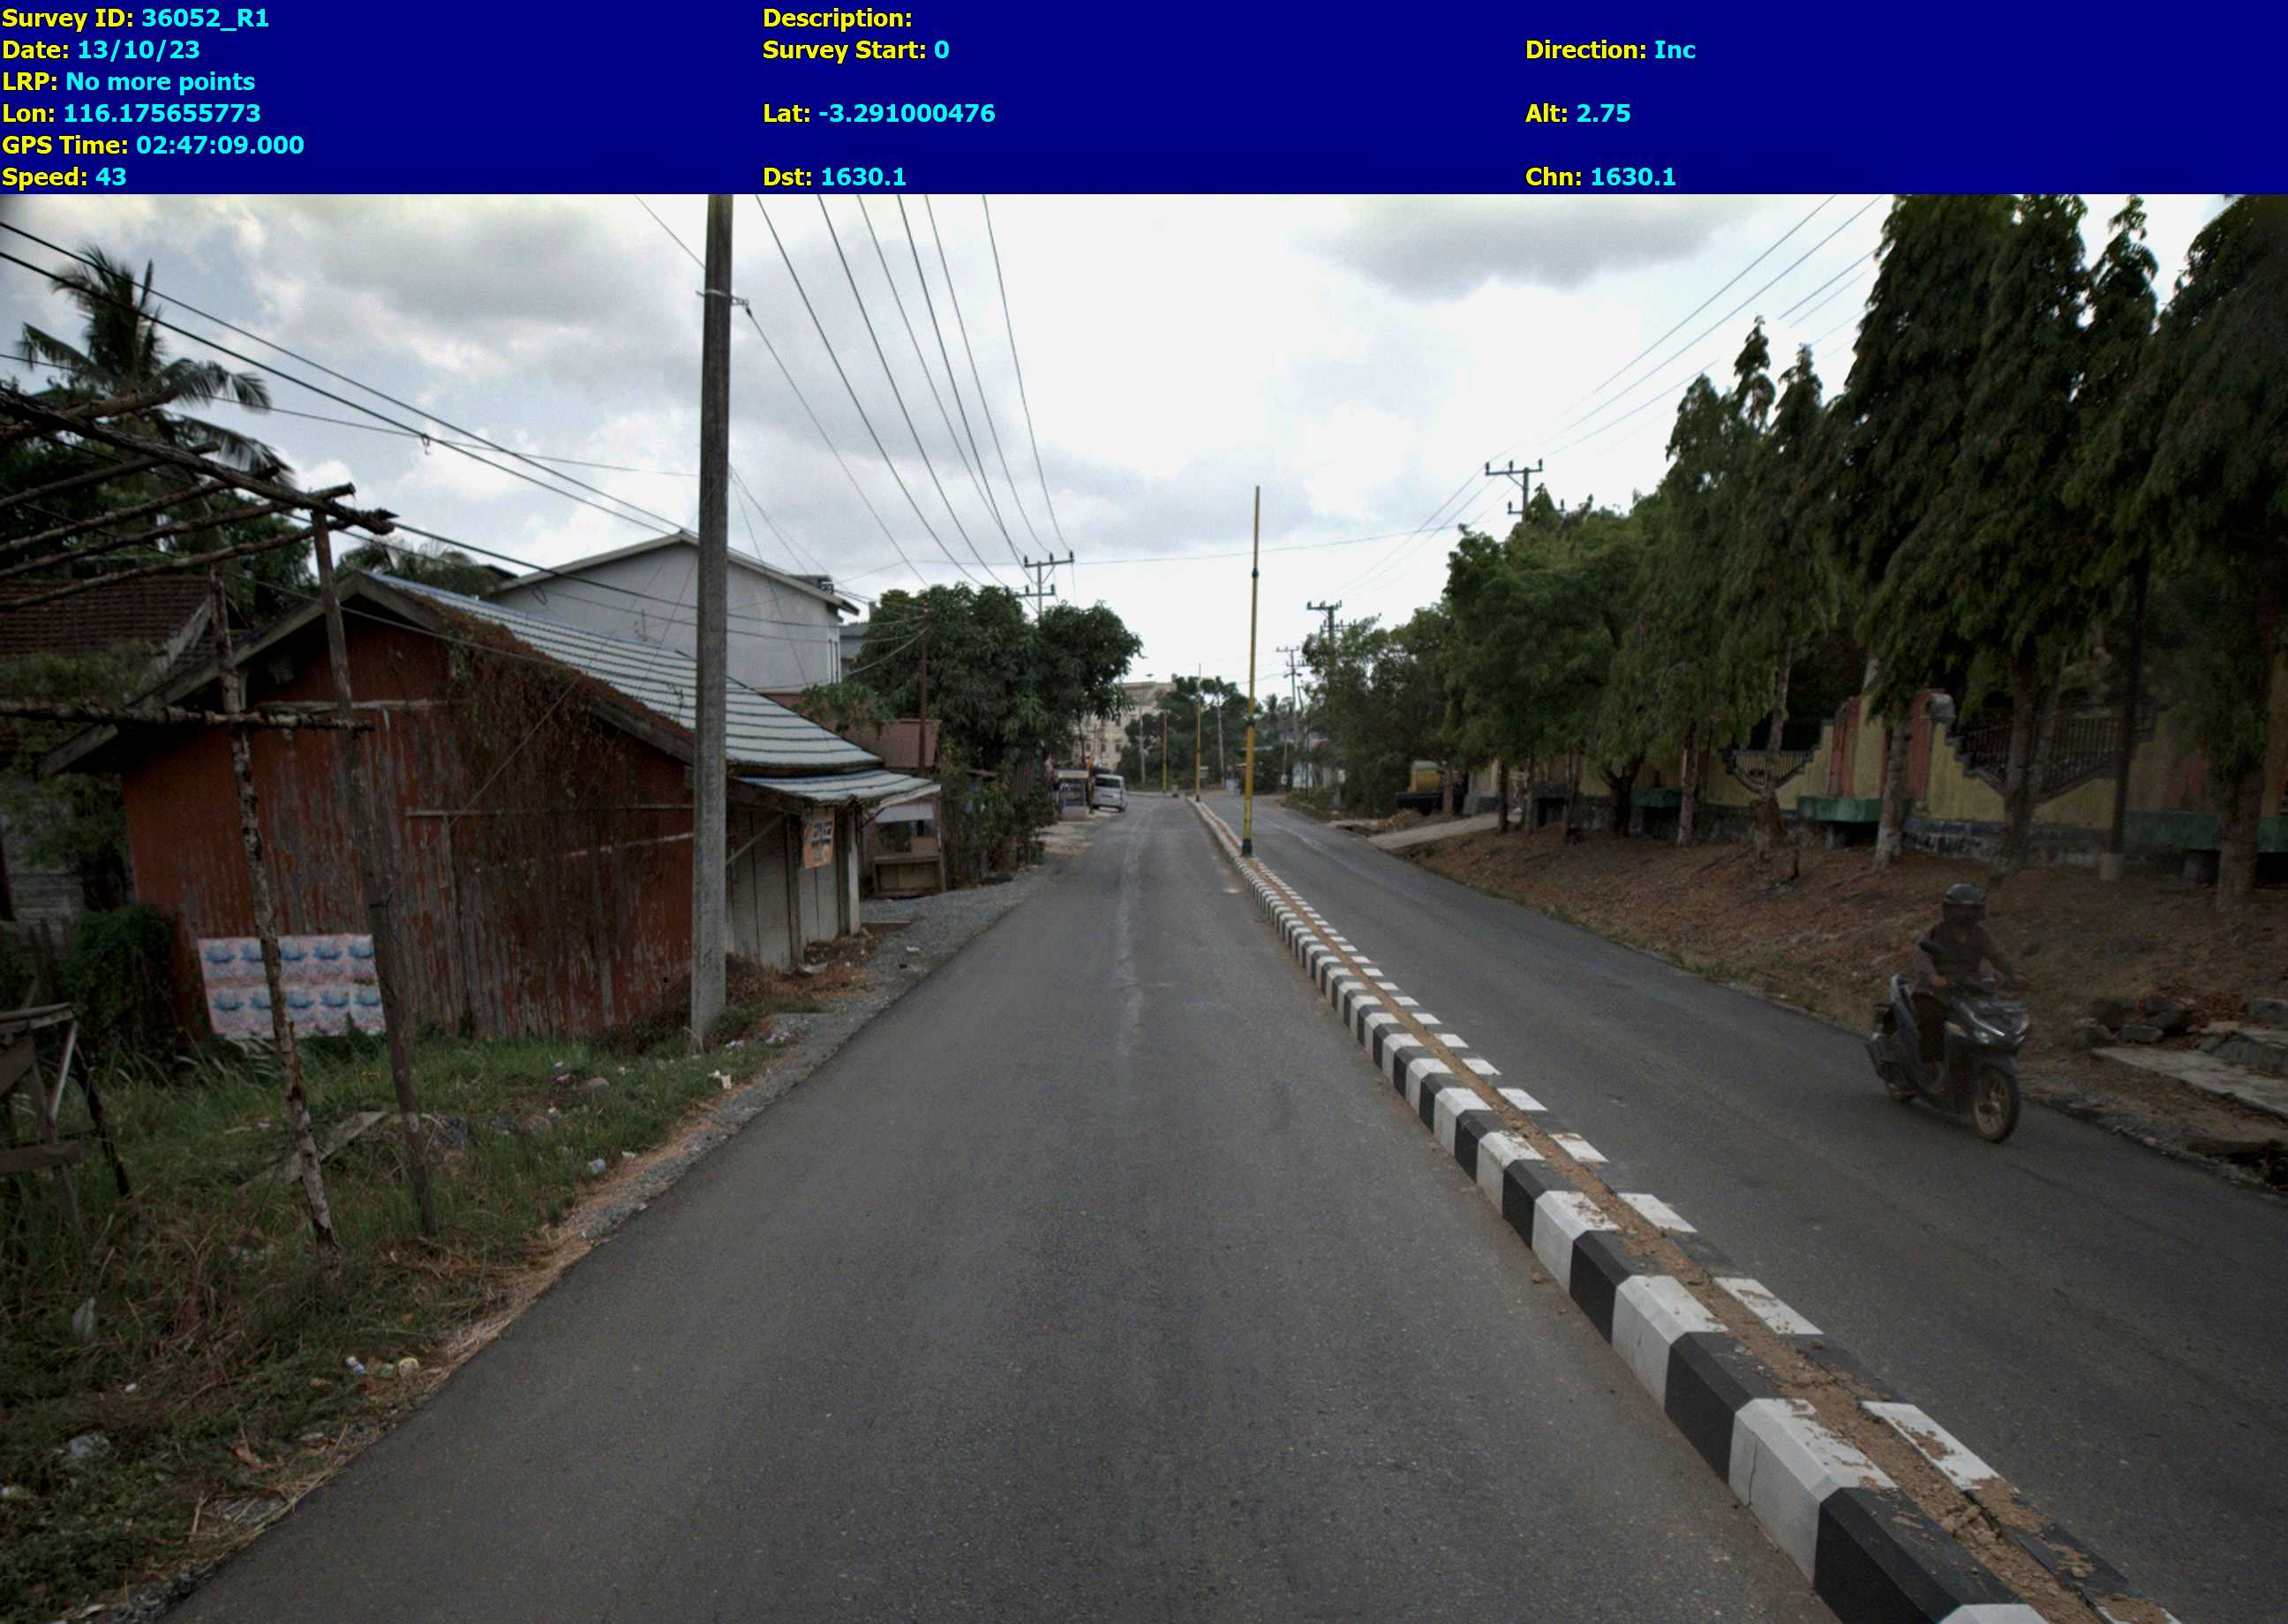 Survey ID: 36052_R1
Description:
Date: 13/10/23
Survey Start: 0
Direction: Inc
LRP: No more points
Lon: 116.175655773
Lat: -3.291000476
Alt: 2.75
GPS Time: 02:47:09.000
Speed: 43
Dst: 1630.1
Chn: 1630.1